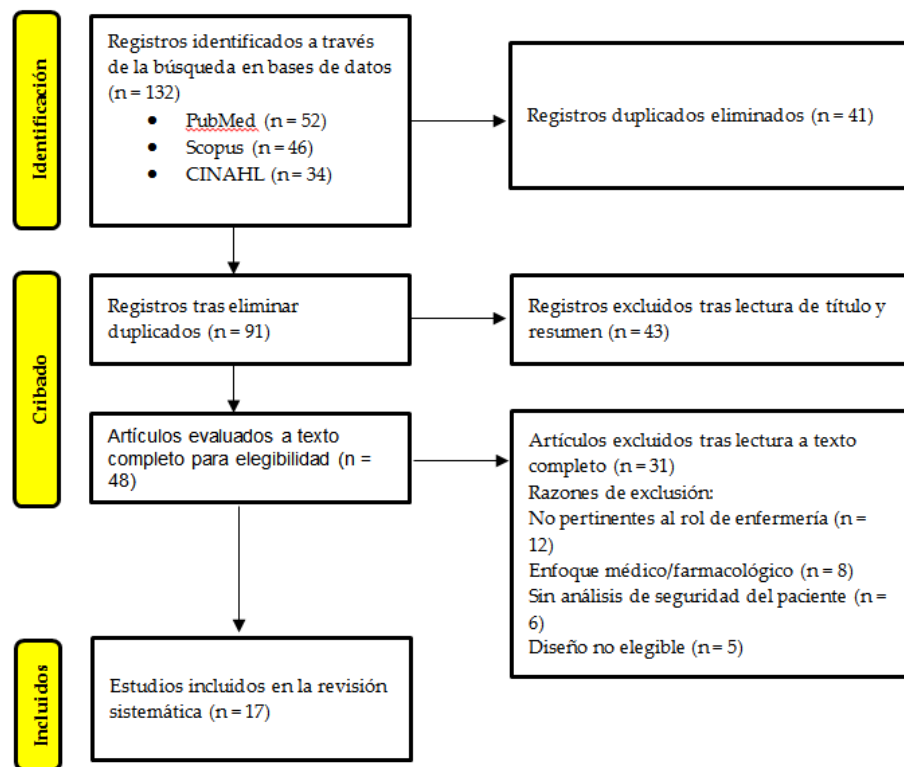 Identificación
Registros identificados a través
de la búsqueda en bases de datos
(n = 132)
• PubMed (n = 52)
• Scopus (n = 46)
• CINAHL (n = 34)
Registros duplicados eliminados (n = 41)
Cribado
Registros tras eliminar
duplicados (n = 91)
Registros excluidos tras lectura de título y
resumen (n = 43)
Artículos evaluados a texto
completo para elegibilidad (n =
48)
Artículos excluidos tras lectura a texto
completo (n = 31)
Razones de exclusión:
No pertinentes al rol de enfermería (n =
12)
Enfoque médico/farmacológico (n = 8)
Sin análisis de seguridad del paciente (n =
6)
Diseño no elegible (n = 5)
Incluidos
Estudios incluidos en la revisión
sistemática (n = 17)